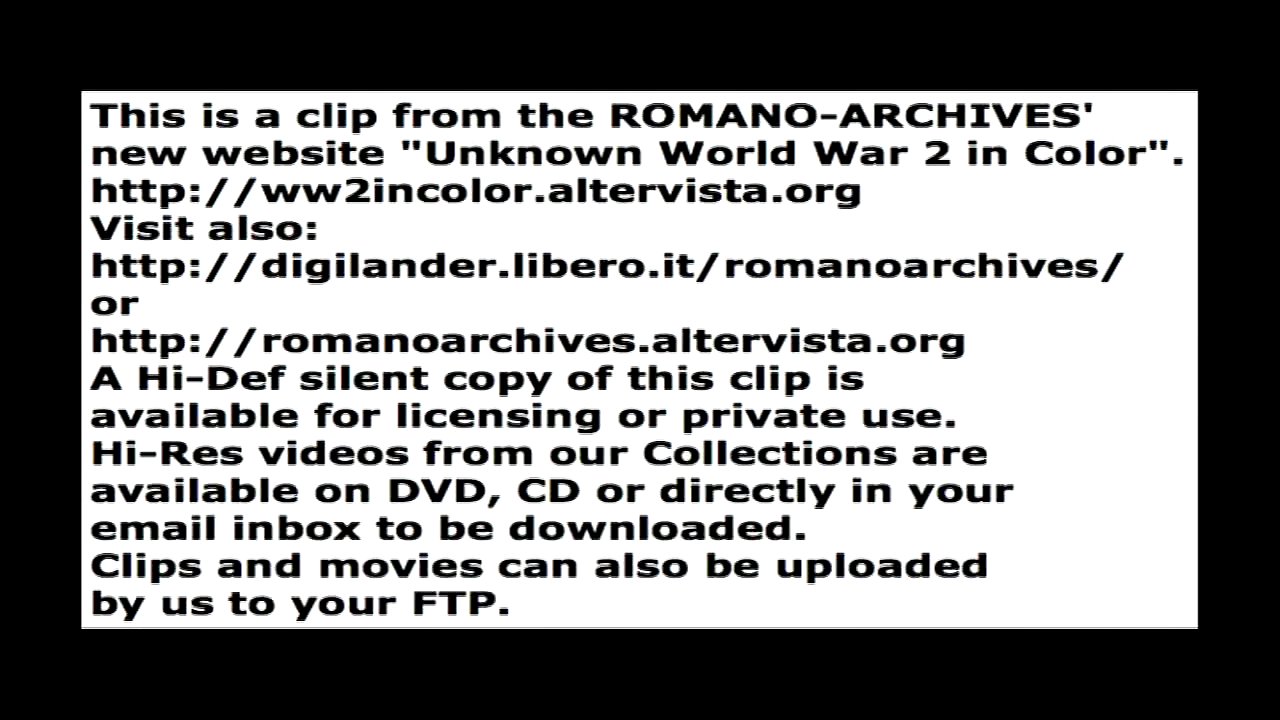 This is a clip from the ROMANO-ARCHIVES'
new website "Unknown World War 2 in Color".
http://ww2incolor.altervista.org
Visit also:
http://digilander.libero.it/romanoarchives/
or
http://romanoarchives.altervista.org
A Hi-Def silent copy of this clip is
available for licensing or private use.
Hi-Res videos from our Collections are
available on DVD, CD or directly in your
email inbox to be downloaded.
Clips and movies can also be uploaded
by us to your FTP.